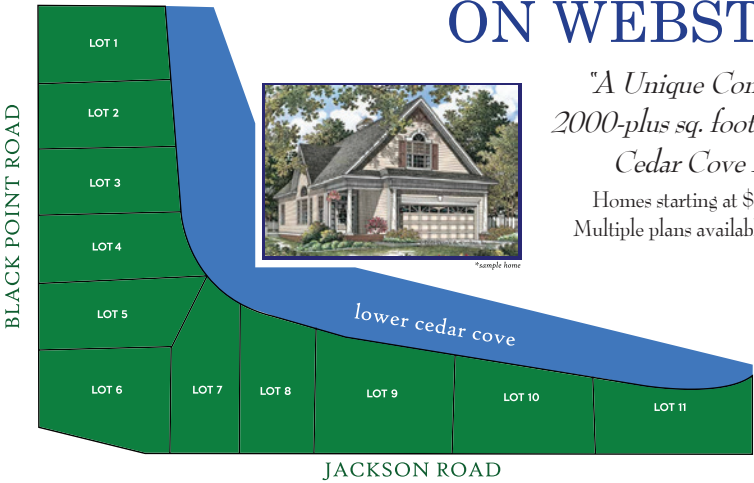 ON WEBST
"A Unique Con
2000-plus sq. foot
Cedar Cove
Homes starting at $
Multiple plans availab
*sample home
LOT 1
LOT 2
LOT 3
LOT 4
LOT 5
LOT 6
LOT 7
LOT 8
LOT 9
LOT 10
LOT 11
lower cedar cove
BLACK POINT ROAD
JACKSON ROAD